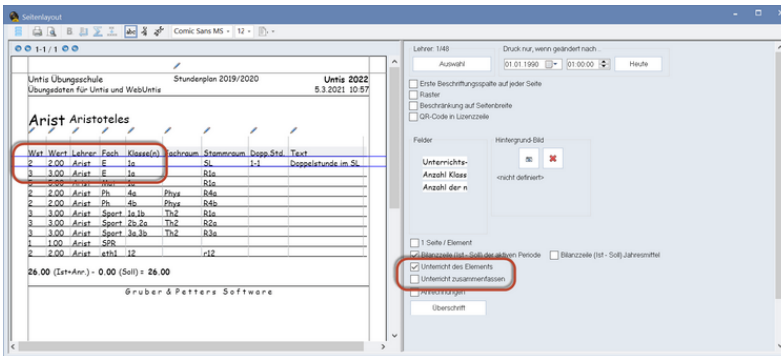 Seitenlayout
Comic Sans MS 12
1-1 / 1
Untis Übungsschule Stundenplan 2019/2020 Untis 2022
Übungsdaten für Untis und WebUntis 5.3.2021 10:57
Arist Aristoteles
Wst Wert Lehrer Fach Klasse(n) Fachraum Stammraum Dopp.Std. Text
2 2.00 Arist E 1a SL 1-1 Doppelstunde im SL
3 3.00 Arist E 1a R1a
Arist Mat 1a R1a
2 2.00 Arist Ph 4a Phys R4a
2 2.00 Arist Ph 4b Phys R4b
3 3.00 Arist Sport 1a,1b Th2 R1a
3 3.00 Arist Sport 2b,2a Th2 R2a
3 3.00 Arist Sport 3a,3b Th2 R3a
1 1.00 Arist SPR
2 2.00 Arist eth1 12 r12
26.00 (Ist+Anr.) - 0.00 (Soll) = 26.00
Gruber & Petters Software
Lehrer: 1/48
Auswahl
Druck nur, wenn geändert nach ..
01.01.1990 01:00:00 Heute
Erste Beschriftungsspalte auf jeder Seite
Raster
Beschränkung auf Seitenbreite
QR-Code in Lizenzzeile
Felder
Unterrichts-
Anzahl Klass
Anzahl der n
Hintergrund-Bild
<nicht definiert>
1 Seite / Element
Bilanzzeile (Ist - Soll) der aktiven Periode Bilanzzeile (Ist - Soll) Jahresmittel
Unterricht des Elements
Unterricht zusammenfassen
Anrechnungen
Überschrift